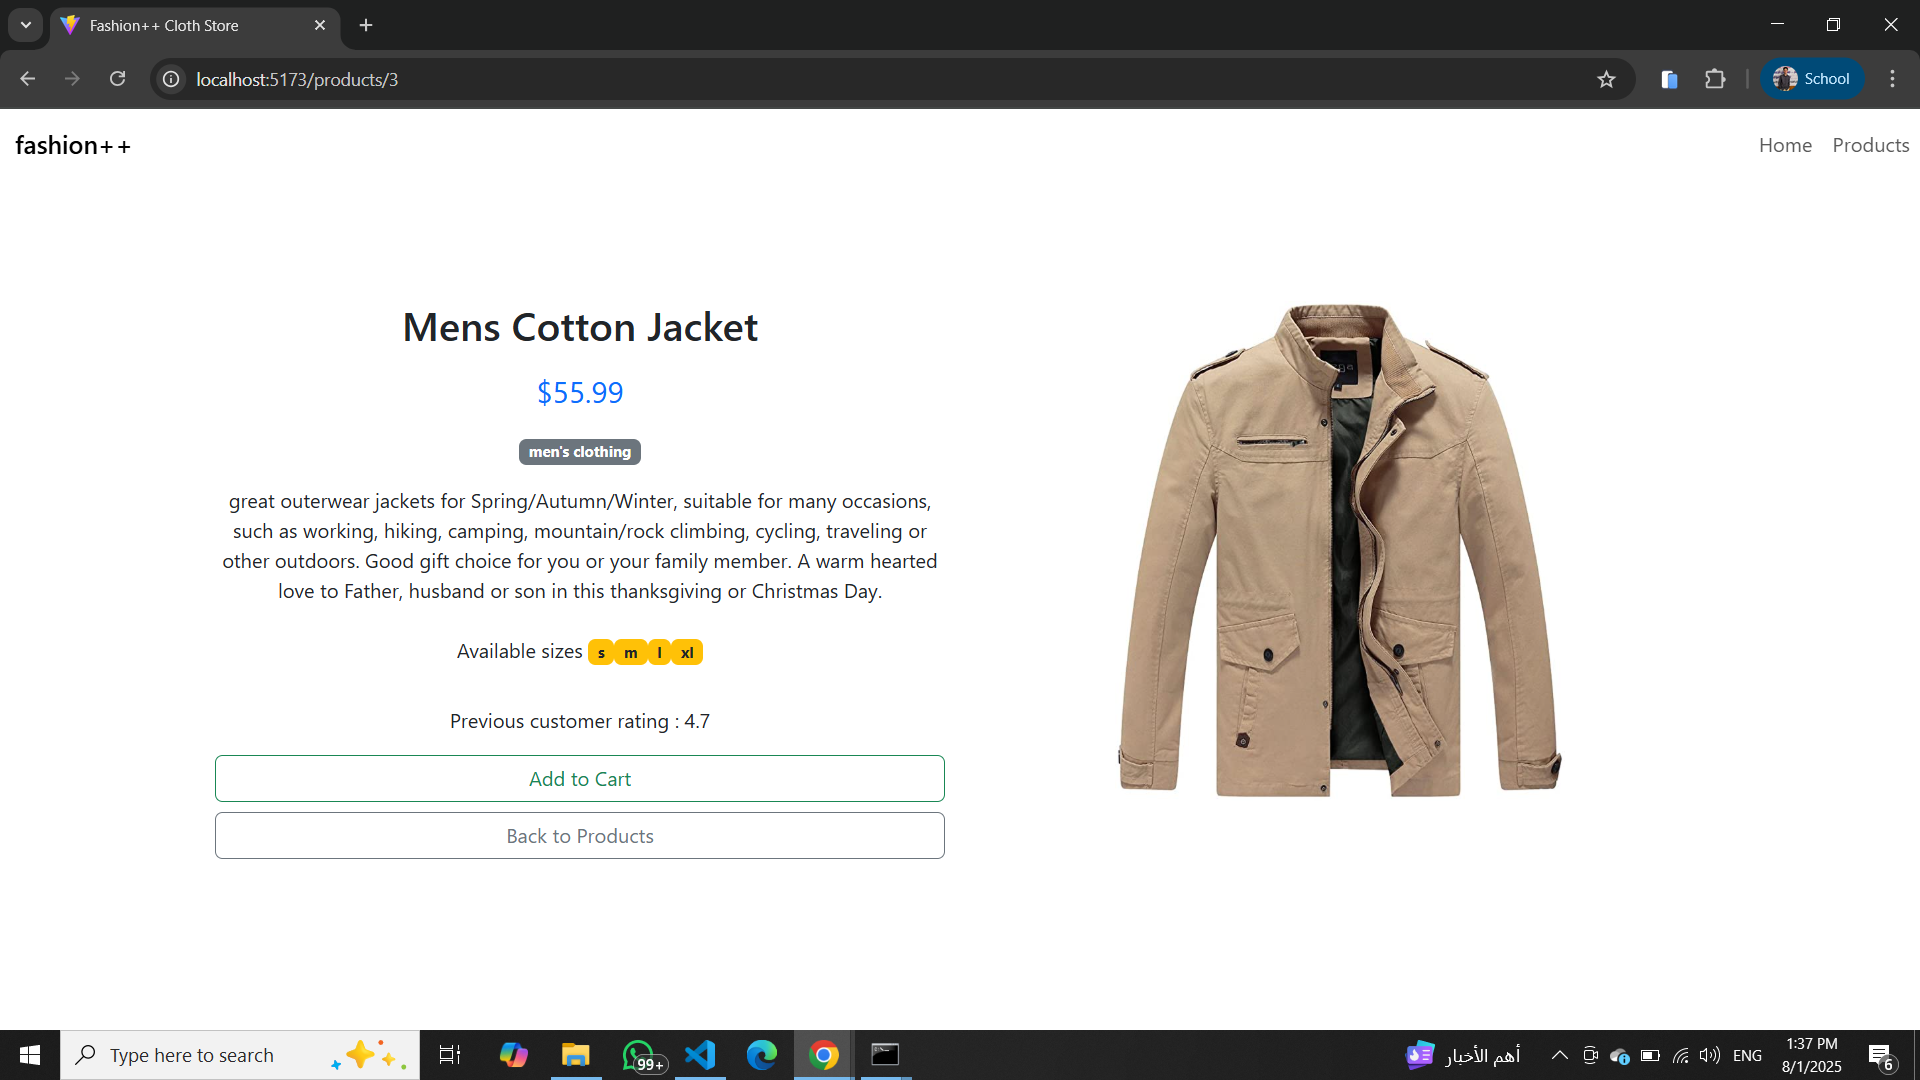 Fashion++ Cloth Store
localhost:5173/products/3
School
fashion++
Home
Products
Mens Cotton Jacket
$55.99
men's clothing
great outerwear jackets for Spring/Autumn/Winter, suitable for many occasions,
such as working, hiking, camping, mountain/rock climbing, cycling, traveling or
other outdoors. Good gift choice for you or your family member. A warm hearted
love to Father, husband or son in this thanksgiving or Christmas Day.
Available sizes s m l xl
Previous customer rating : 4.7
Add to Cart
Back to Products
Type here to search
99+
أهم الأخبار
ENG
1:37 PM
8/1/2025
6